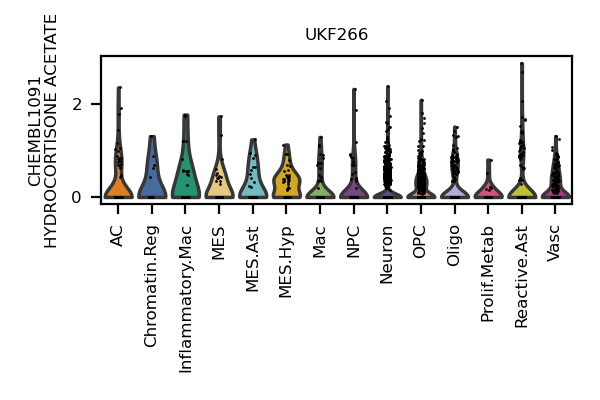 UKF266
CHEMBL1091
HYDROCORTISONE ACETATE
2
0
AC
Chromatin.Reg
Inflammatory.Mac
MES
MES.Ast
MES.Hyp
Mac
NPC
Neuron
OPC
Oligo
Prolif.Metab
Reactive.Ast
Vasc